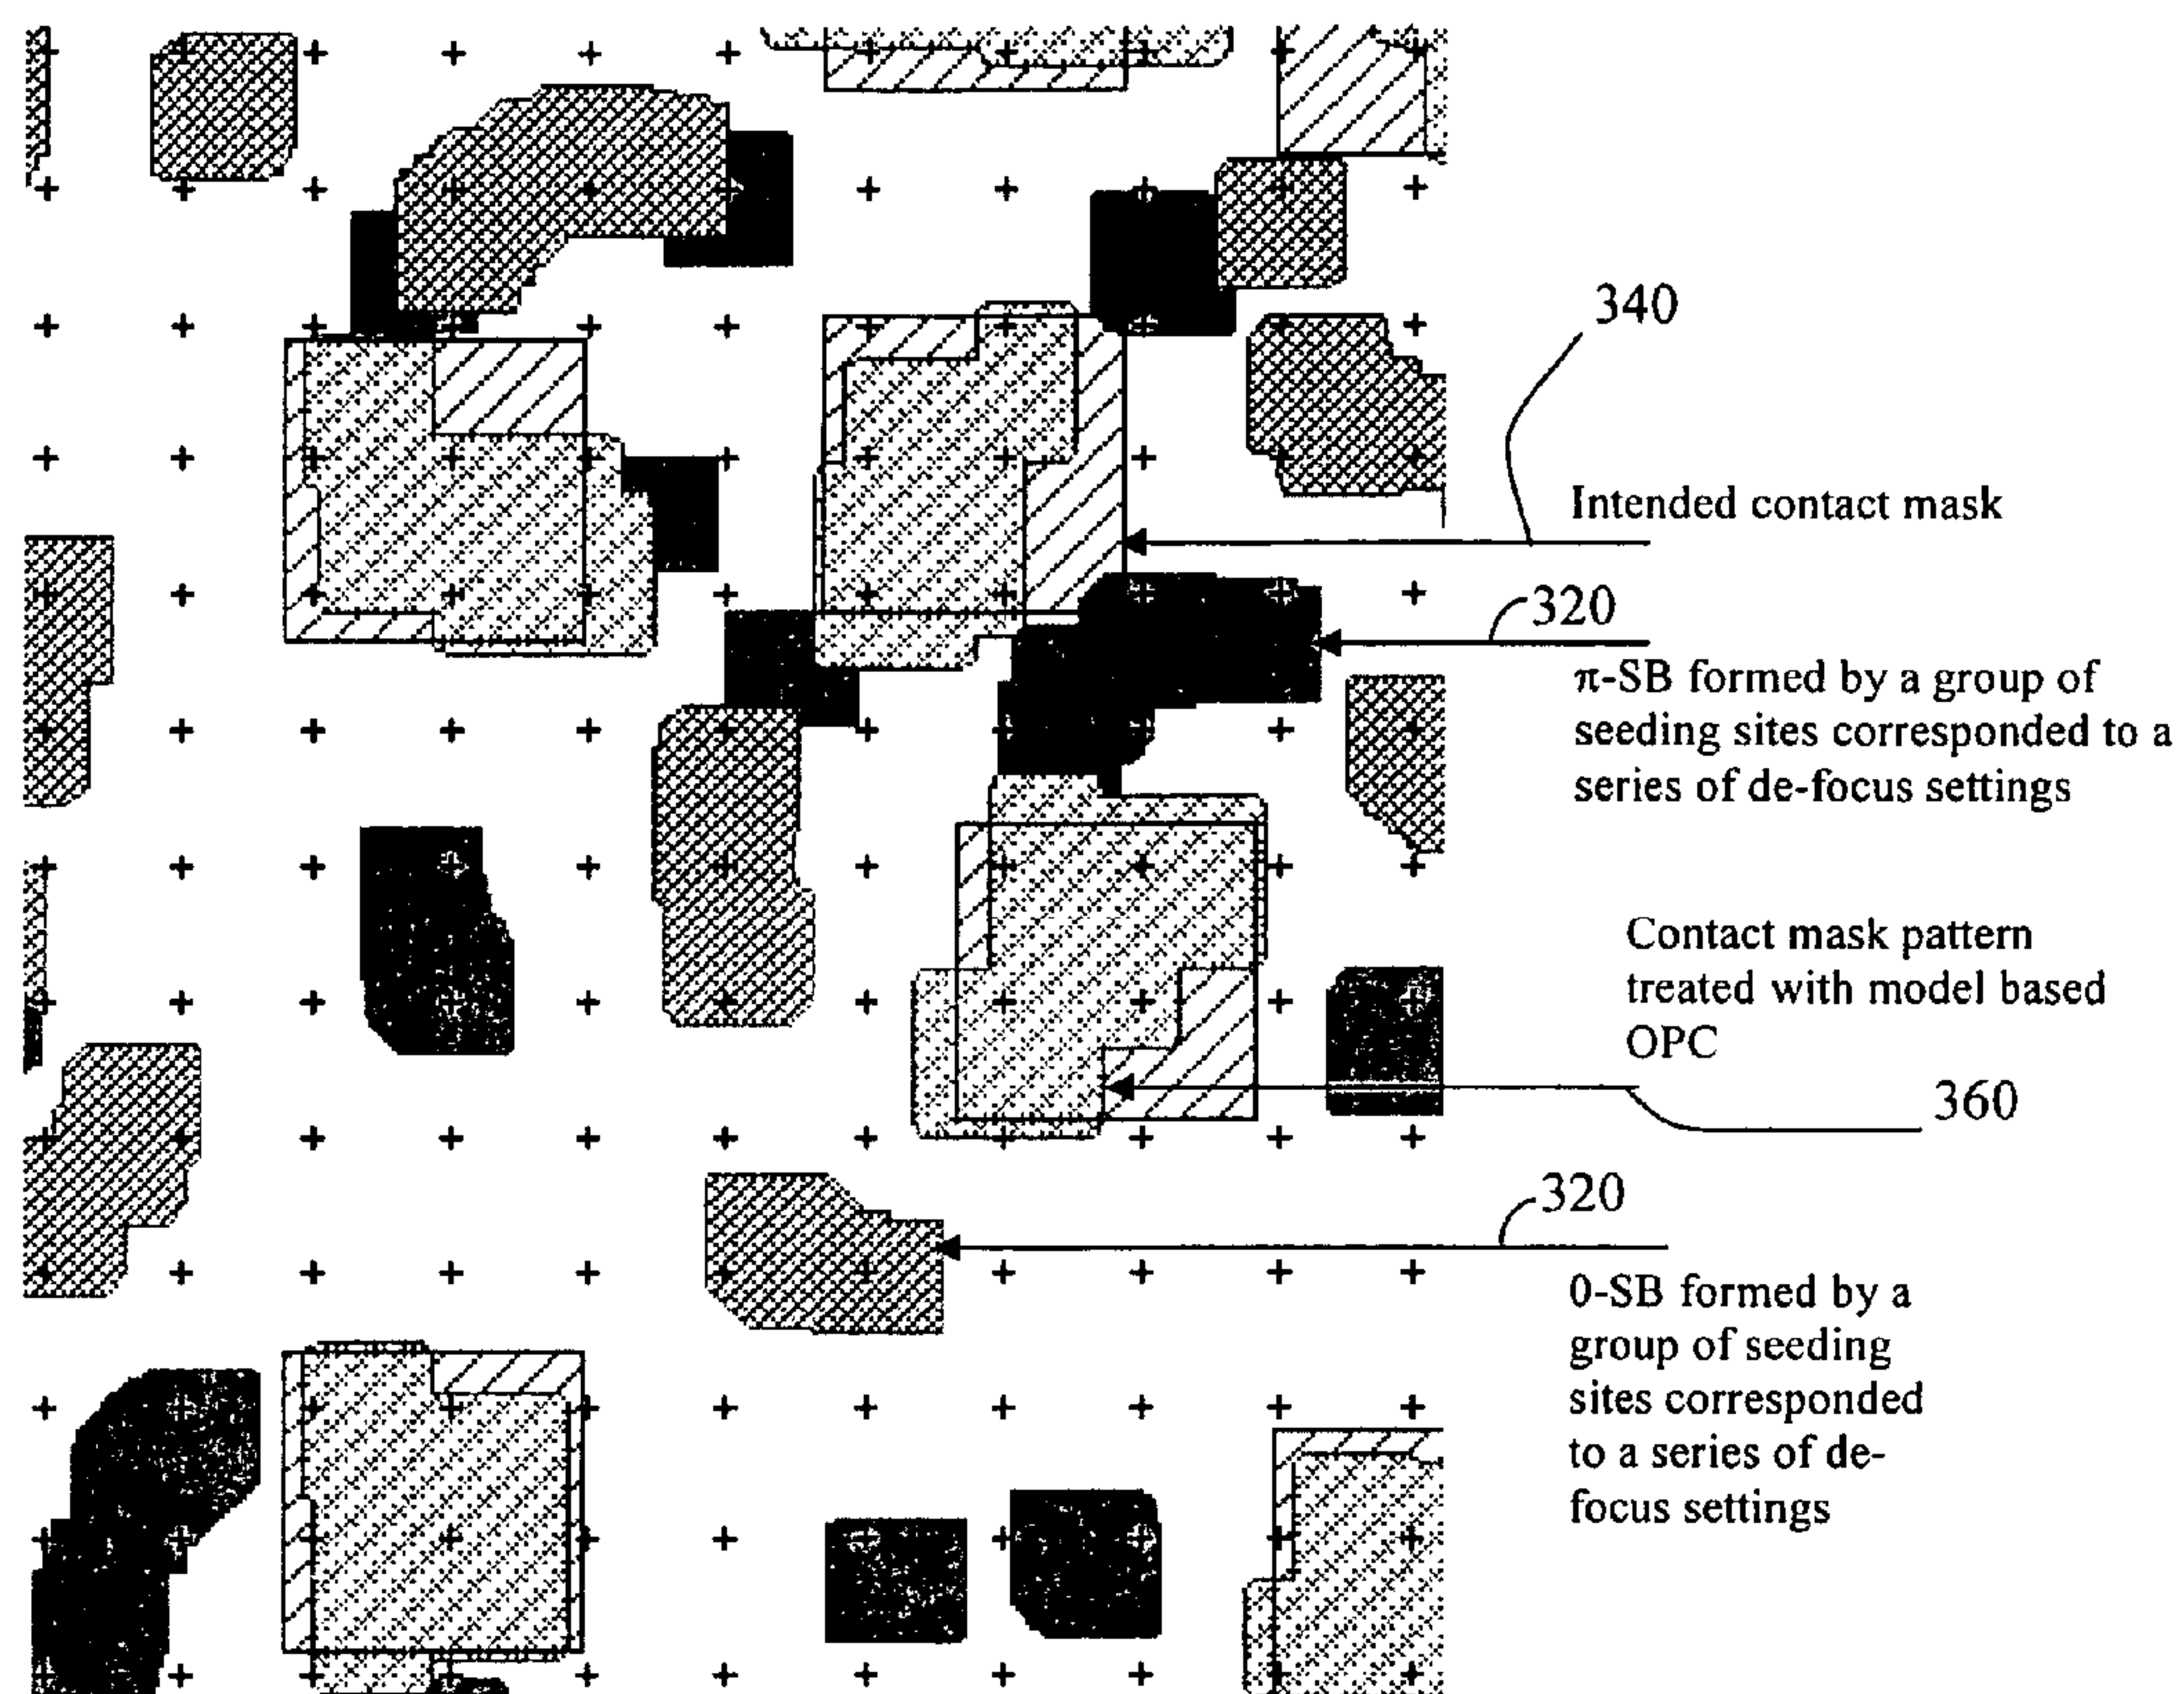 340
Intended contact mask
320
π-SB formed by a group of
seeding sites corresponded to a
series of de-focus settings
Contact mask pattern
treated with model based
OPC
360
320
0-SB formed by a
group of seeding
sites corresponded
to a series of de-
focus settings